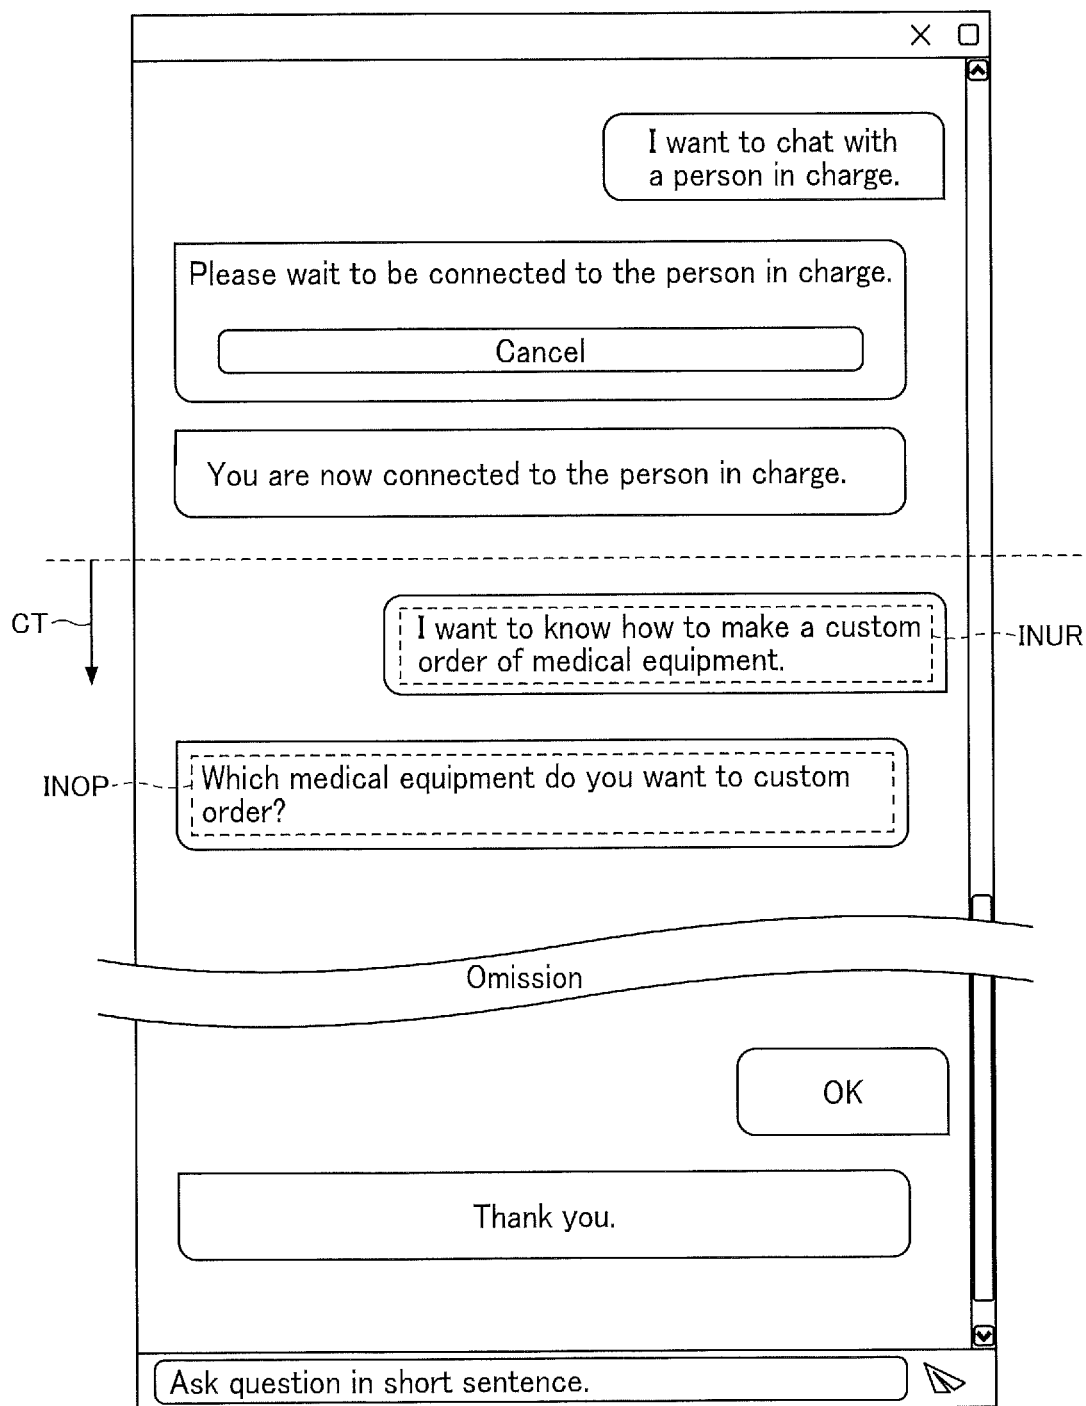 I want to chat with
a person in charge.
Please wait to be connected to the person in charge.
Cancel
You are now connected to the person in charge.
CT
I want to know how to make a custom
order of medical equipment.
INUR
INOP
Which medical equipment do you want to custom
order?
Omission
OK
Thank you.
Ask question in short sentence.